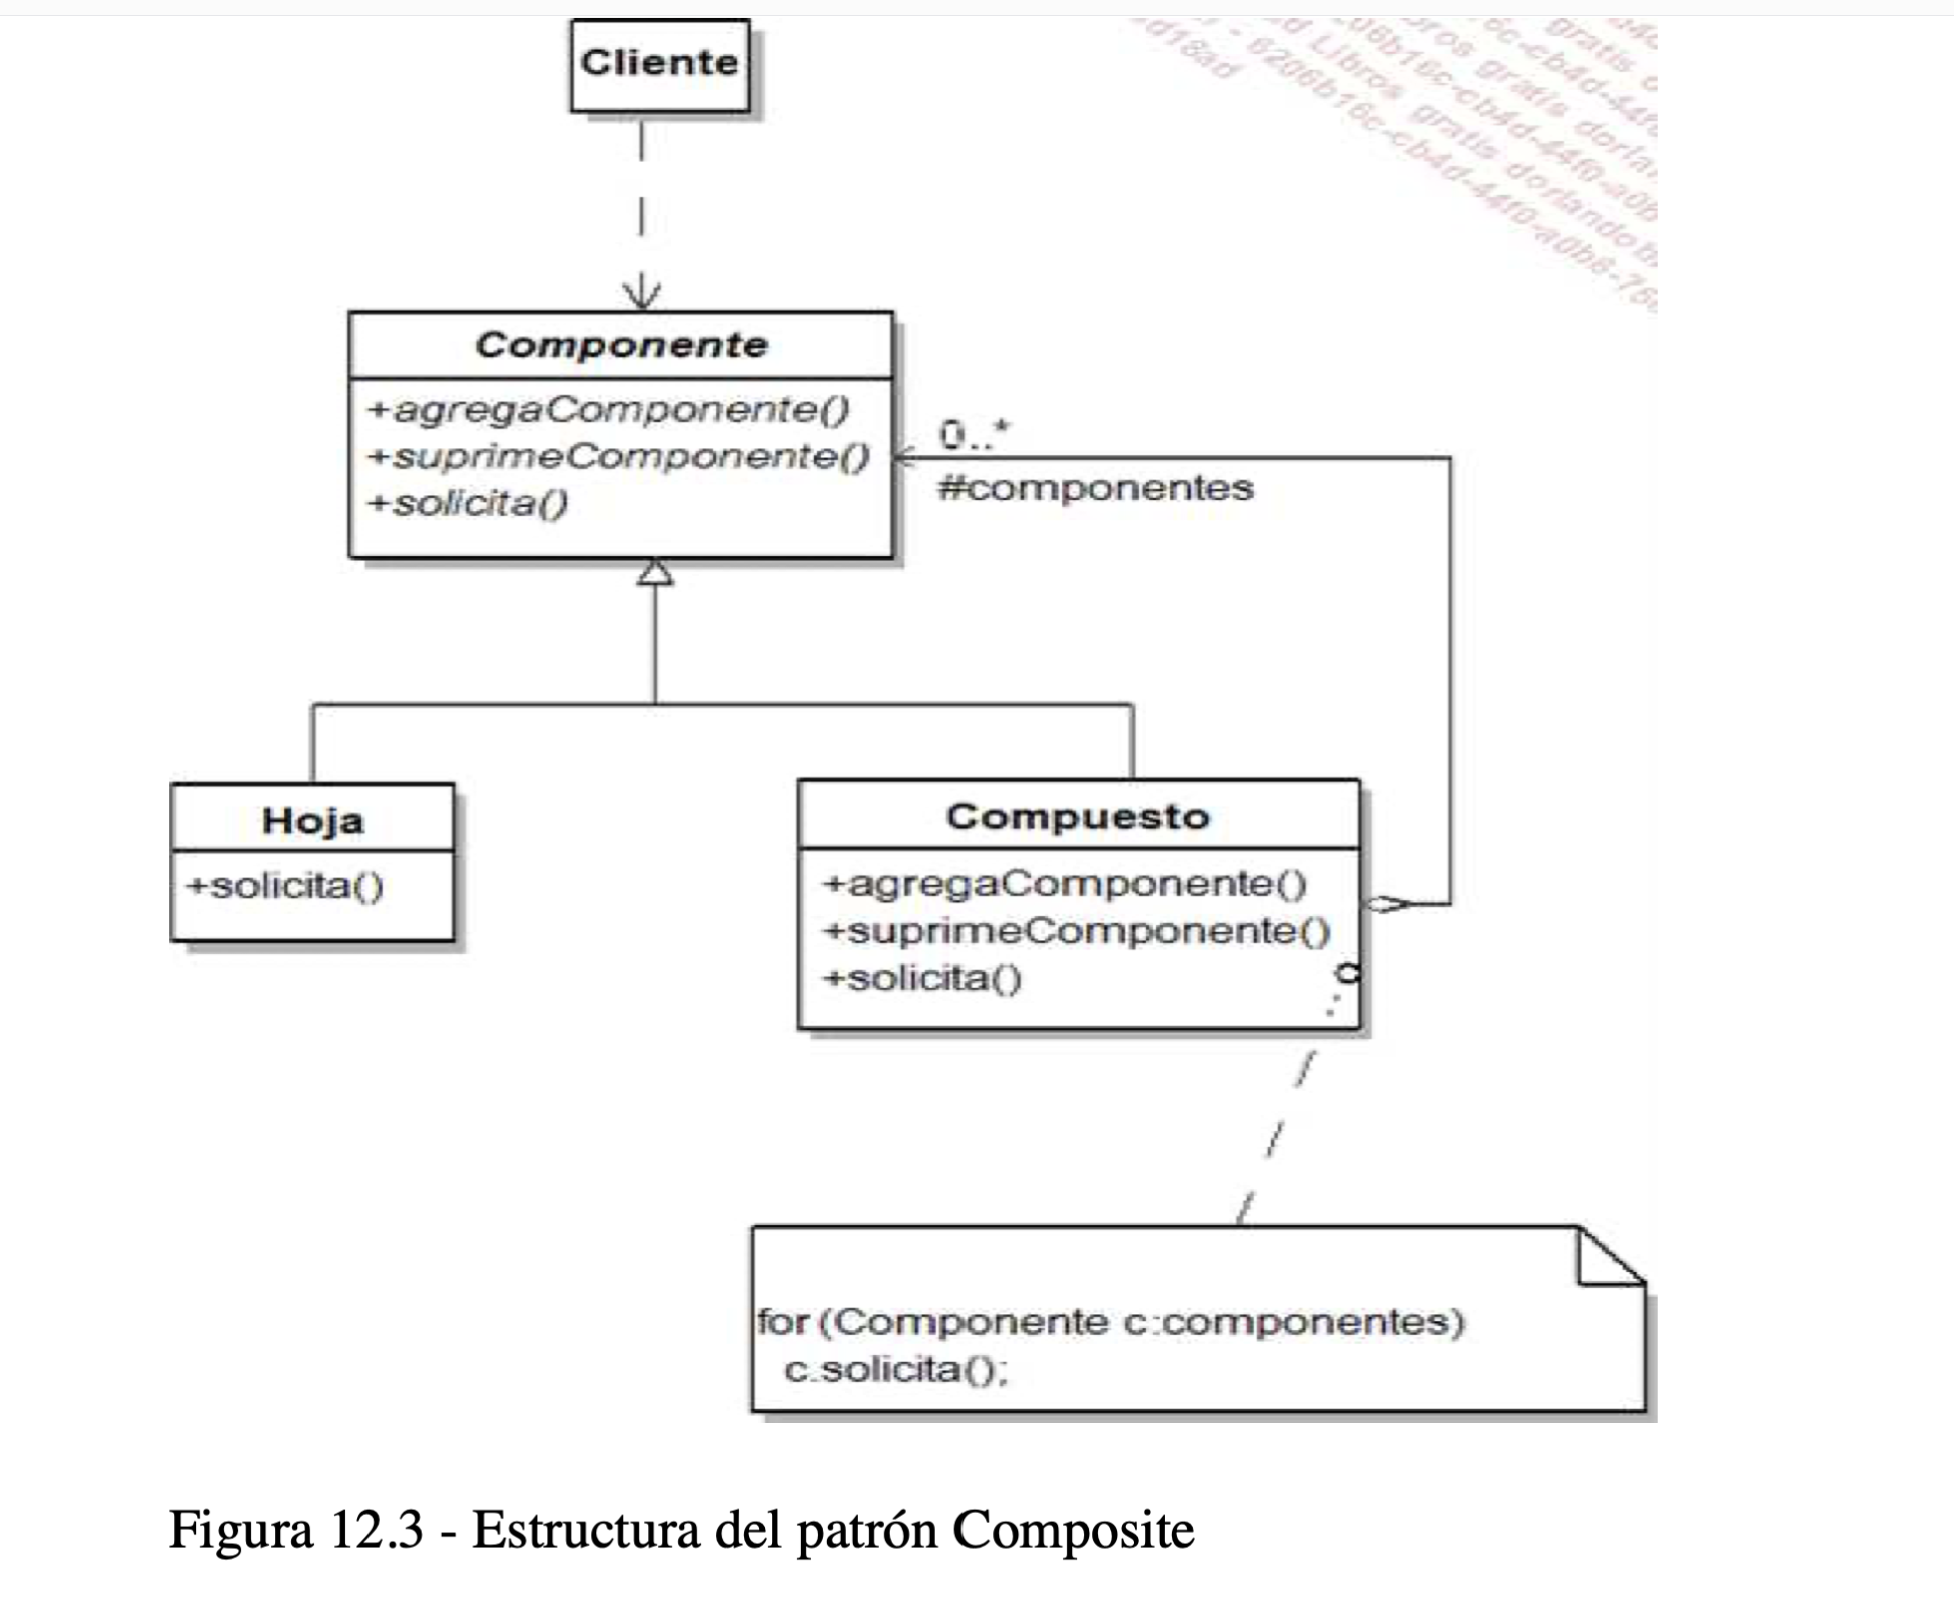 Cliente
Componente
+agregaComponente()
+suprimeComponente()
+solicita()
0..*
#componentes
Hoja
+solicita()
Compuesto
+agregaComponente()
+suprimeComponente()
+solicita()
for (Componente c:componentes)
c.solicita();
Figura 12.3 - Estructura del patrón Composite